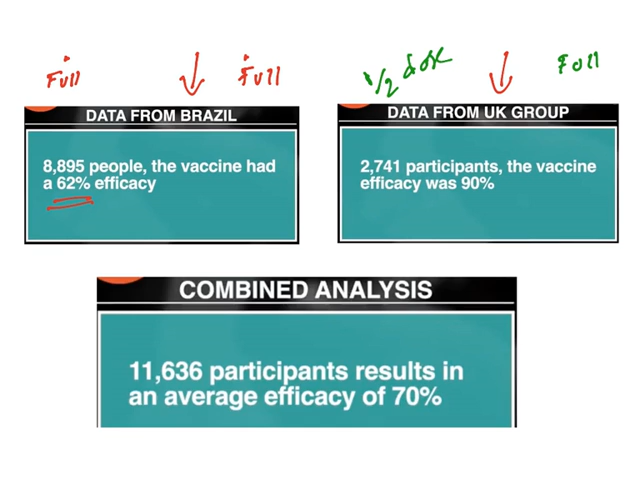 Full Full
1/2 dose Full
DATA FROM BRAZIL
8,895 people, the vaccine had
a 62% efficacy
DATA FROM UK GROUP
2,741 participants, the vaccine
efficacy was 90%
COMBINED ANALYSIS
11,636 participants results in
an average efficacy of 70%